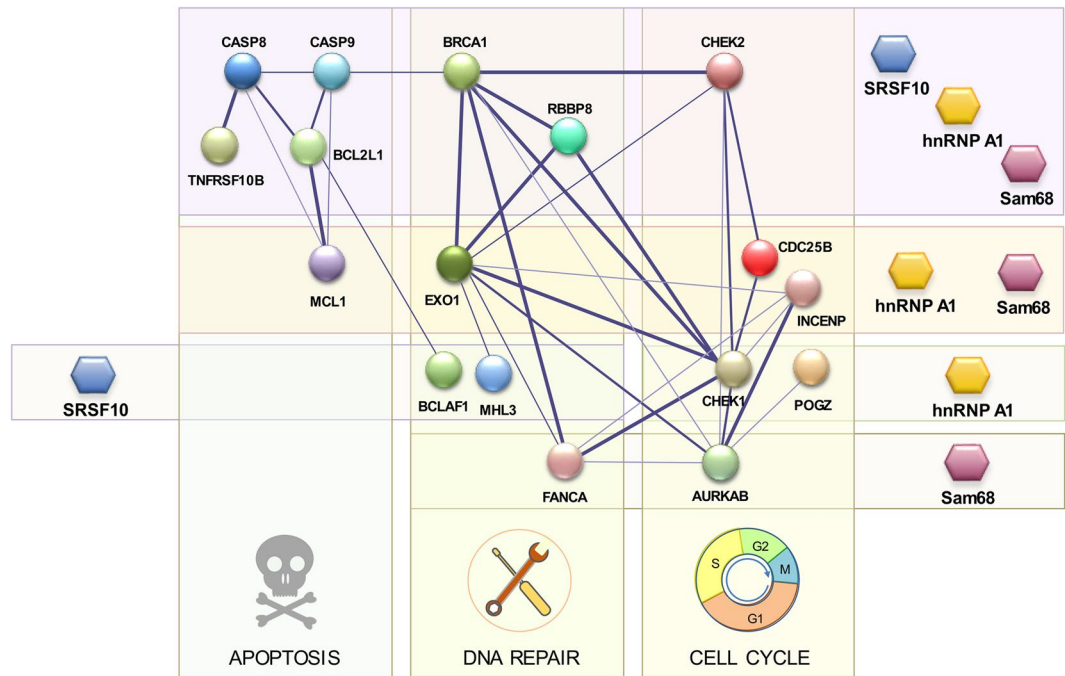 CASP8
CASP9
BRCA1
CHEK2
SRSF10
hnRNP A1
Sam68
RBBP8
BCL2L1
TNFRSF10B
MCL1
EXO1
CDC25B
INCENP
hnRNP A1
Sam68
SRSF10
BCLAF1
MHL3
CHEK1
POGZ
hnRNP A1
FANCA
AURKAB
Sam68
S
G2
M
G1
APOPTOSIS
DNA REPAIR
CELL CYCLE